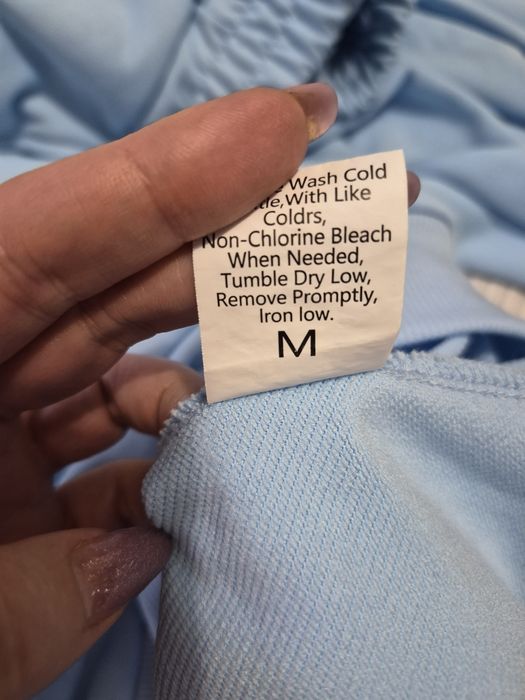 Wash Cold
With Like
Coldrs,
Non-Chlorine Bleach
When Needed,
Tumble Dry Low,
Remove Promptly,
Iron low.
M